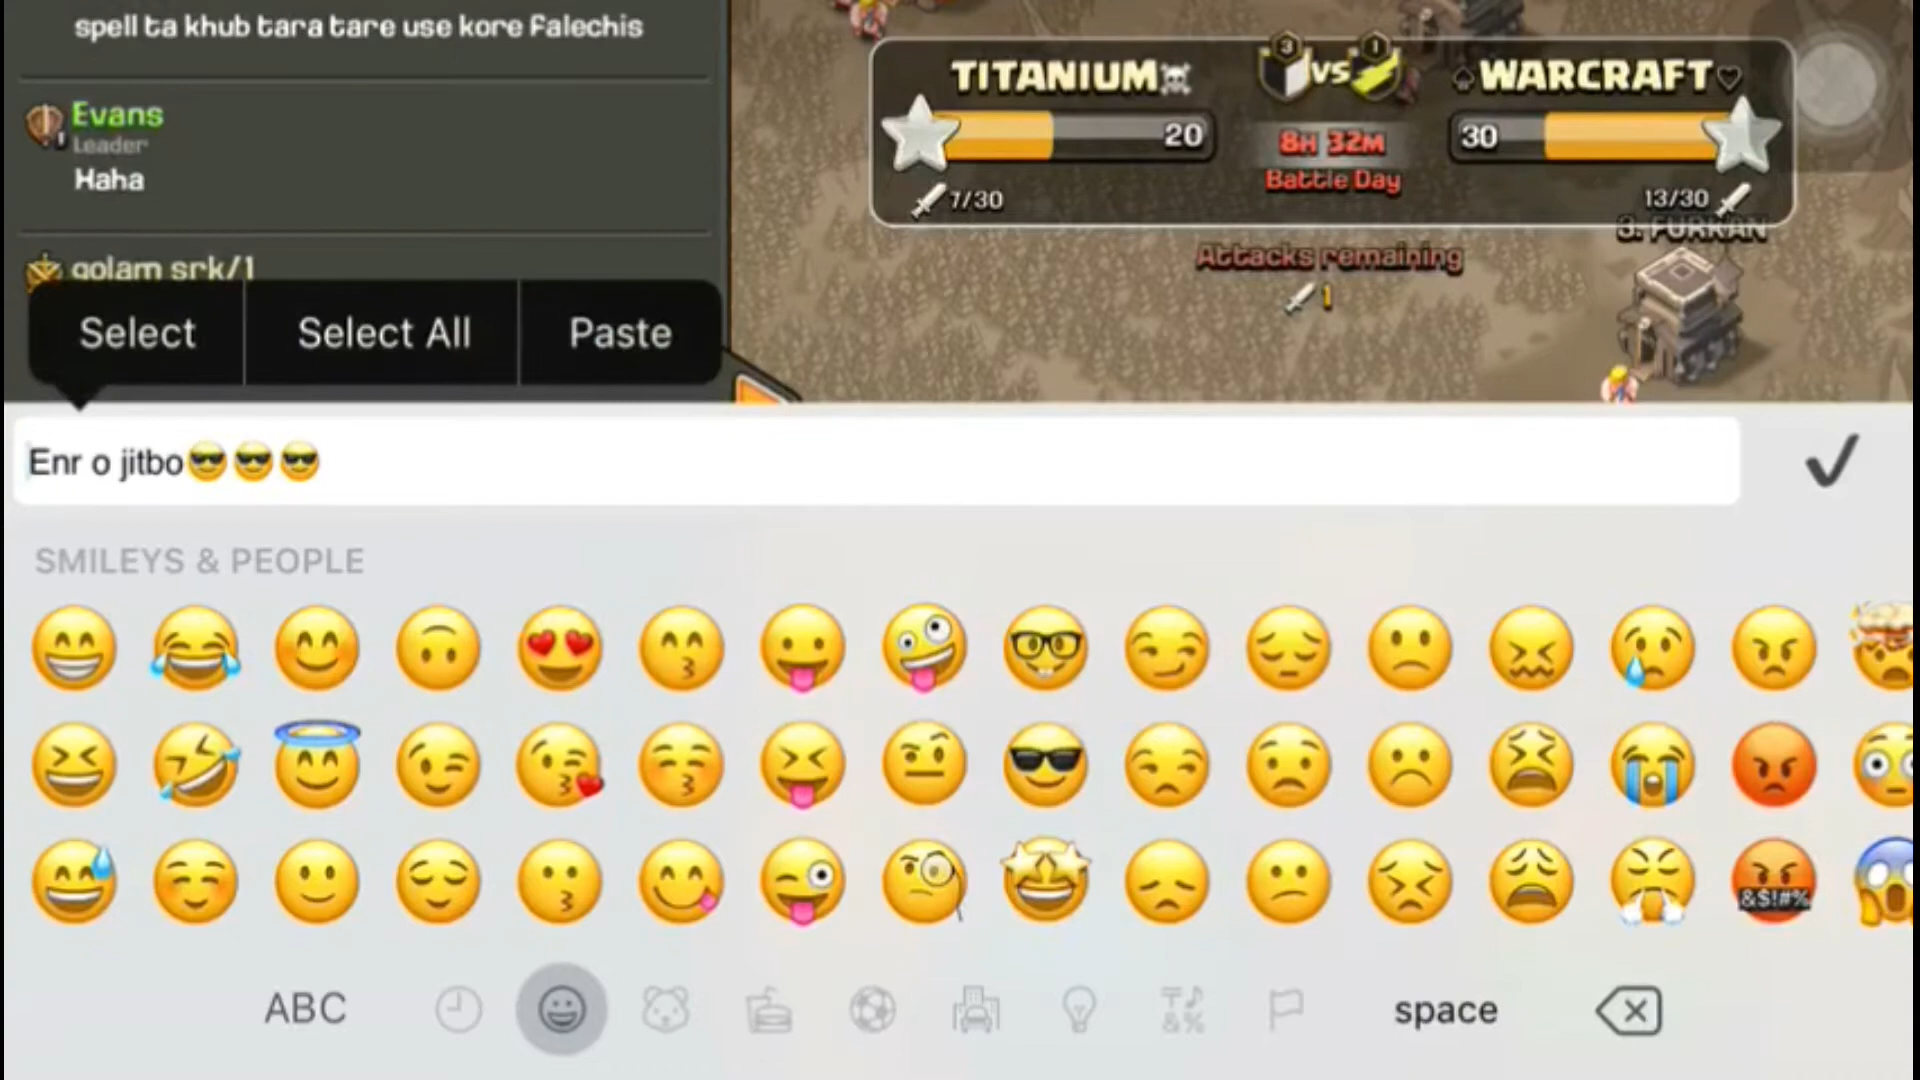 spell ta khub tara tare use kore falechis
Evans
Leader
Haha
golam srk/1
Select
Select All
Paste
TITANIUM☠
3
vs
1
♤WARCRAFT♡
20
8H 32M
30
Battle Day
7/30
13/30
3. FURKAN
Attacks remaining
1
Enr o jitbo😎😎😎
SMILEYS & PEOPLE
&$!#%
ABC
space